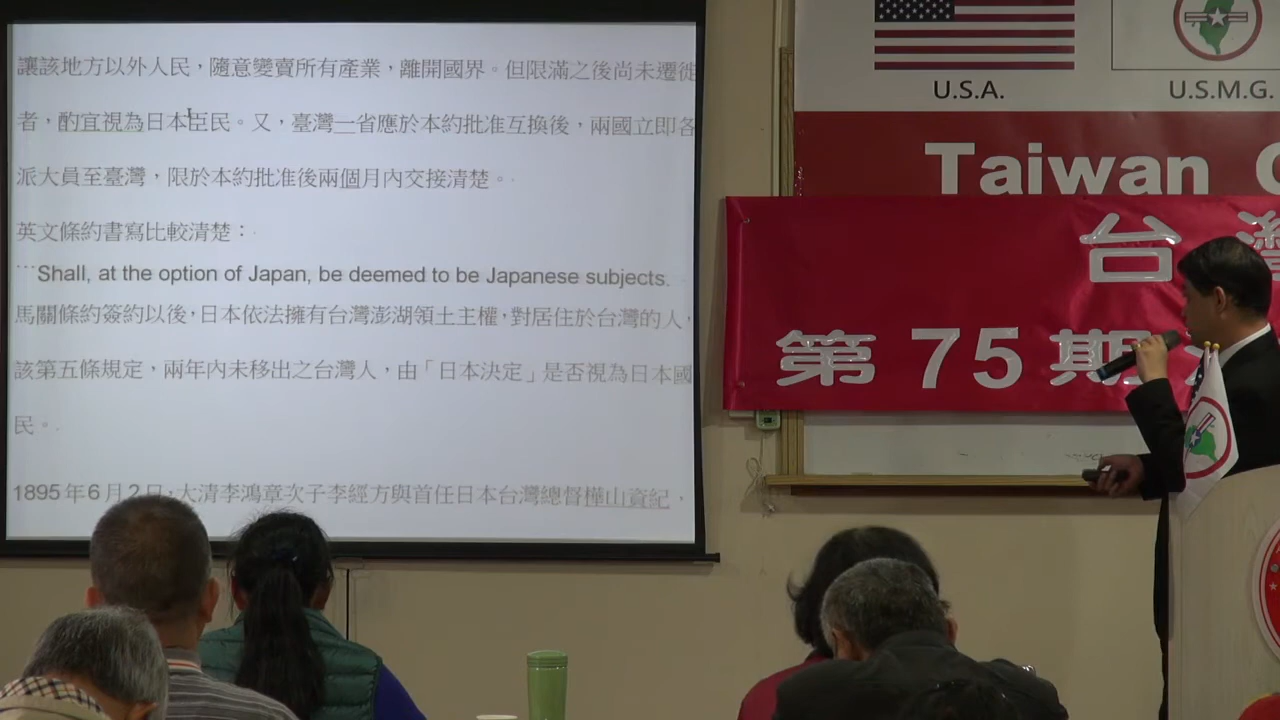 讓該地方以外人民，隨意變賣所有產業，離開國界。但限滿之後尚未遷徙
者，酌宜視為日本臣民。又，臺灣一省應於本約批准互換後，兩國立即各
派大員至臺灣，限於本約批准後兩個月內交接清楚。
英文條約書寫比較清楚：
```Shall, at the option of Japan, be deemed to be Japanese subjects.
馬關條約簽約以後，日本依法擁有台灣澎湖領土主權，對居住於台灣的人，
該第五條規定，兩年內未移出之台灣人，由「日本決定」是否視為日本國
民。
1895年6月2日，大清李鴻章次子李經方與首任日本台灣總督樺山資紀，
U.S.A.
U.S.M.G.
Taiwan
台灣
第75期